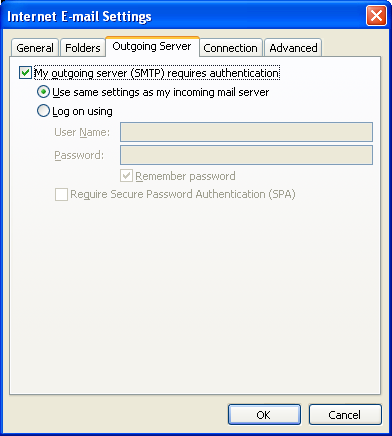 Internet E-mail Settings
General Folders Outgoing Server Connection Advanced
My outgoing server (SMTP) requires authentication
Use same settings as my incoming mail server
Log on using
User Name:
Password:
Remember password
Require Secure Password Authentication (SPA)
OK Cancel